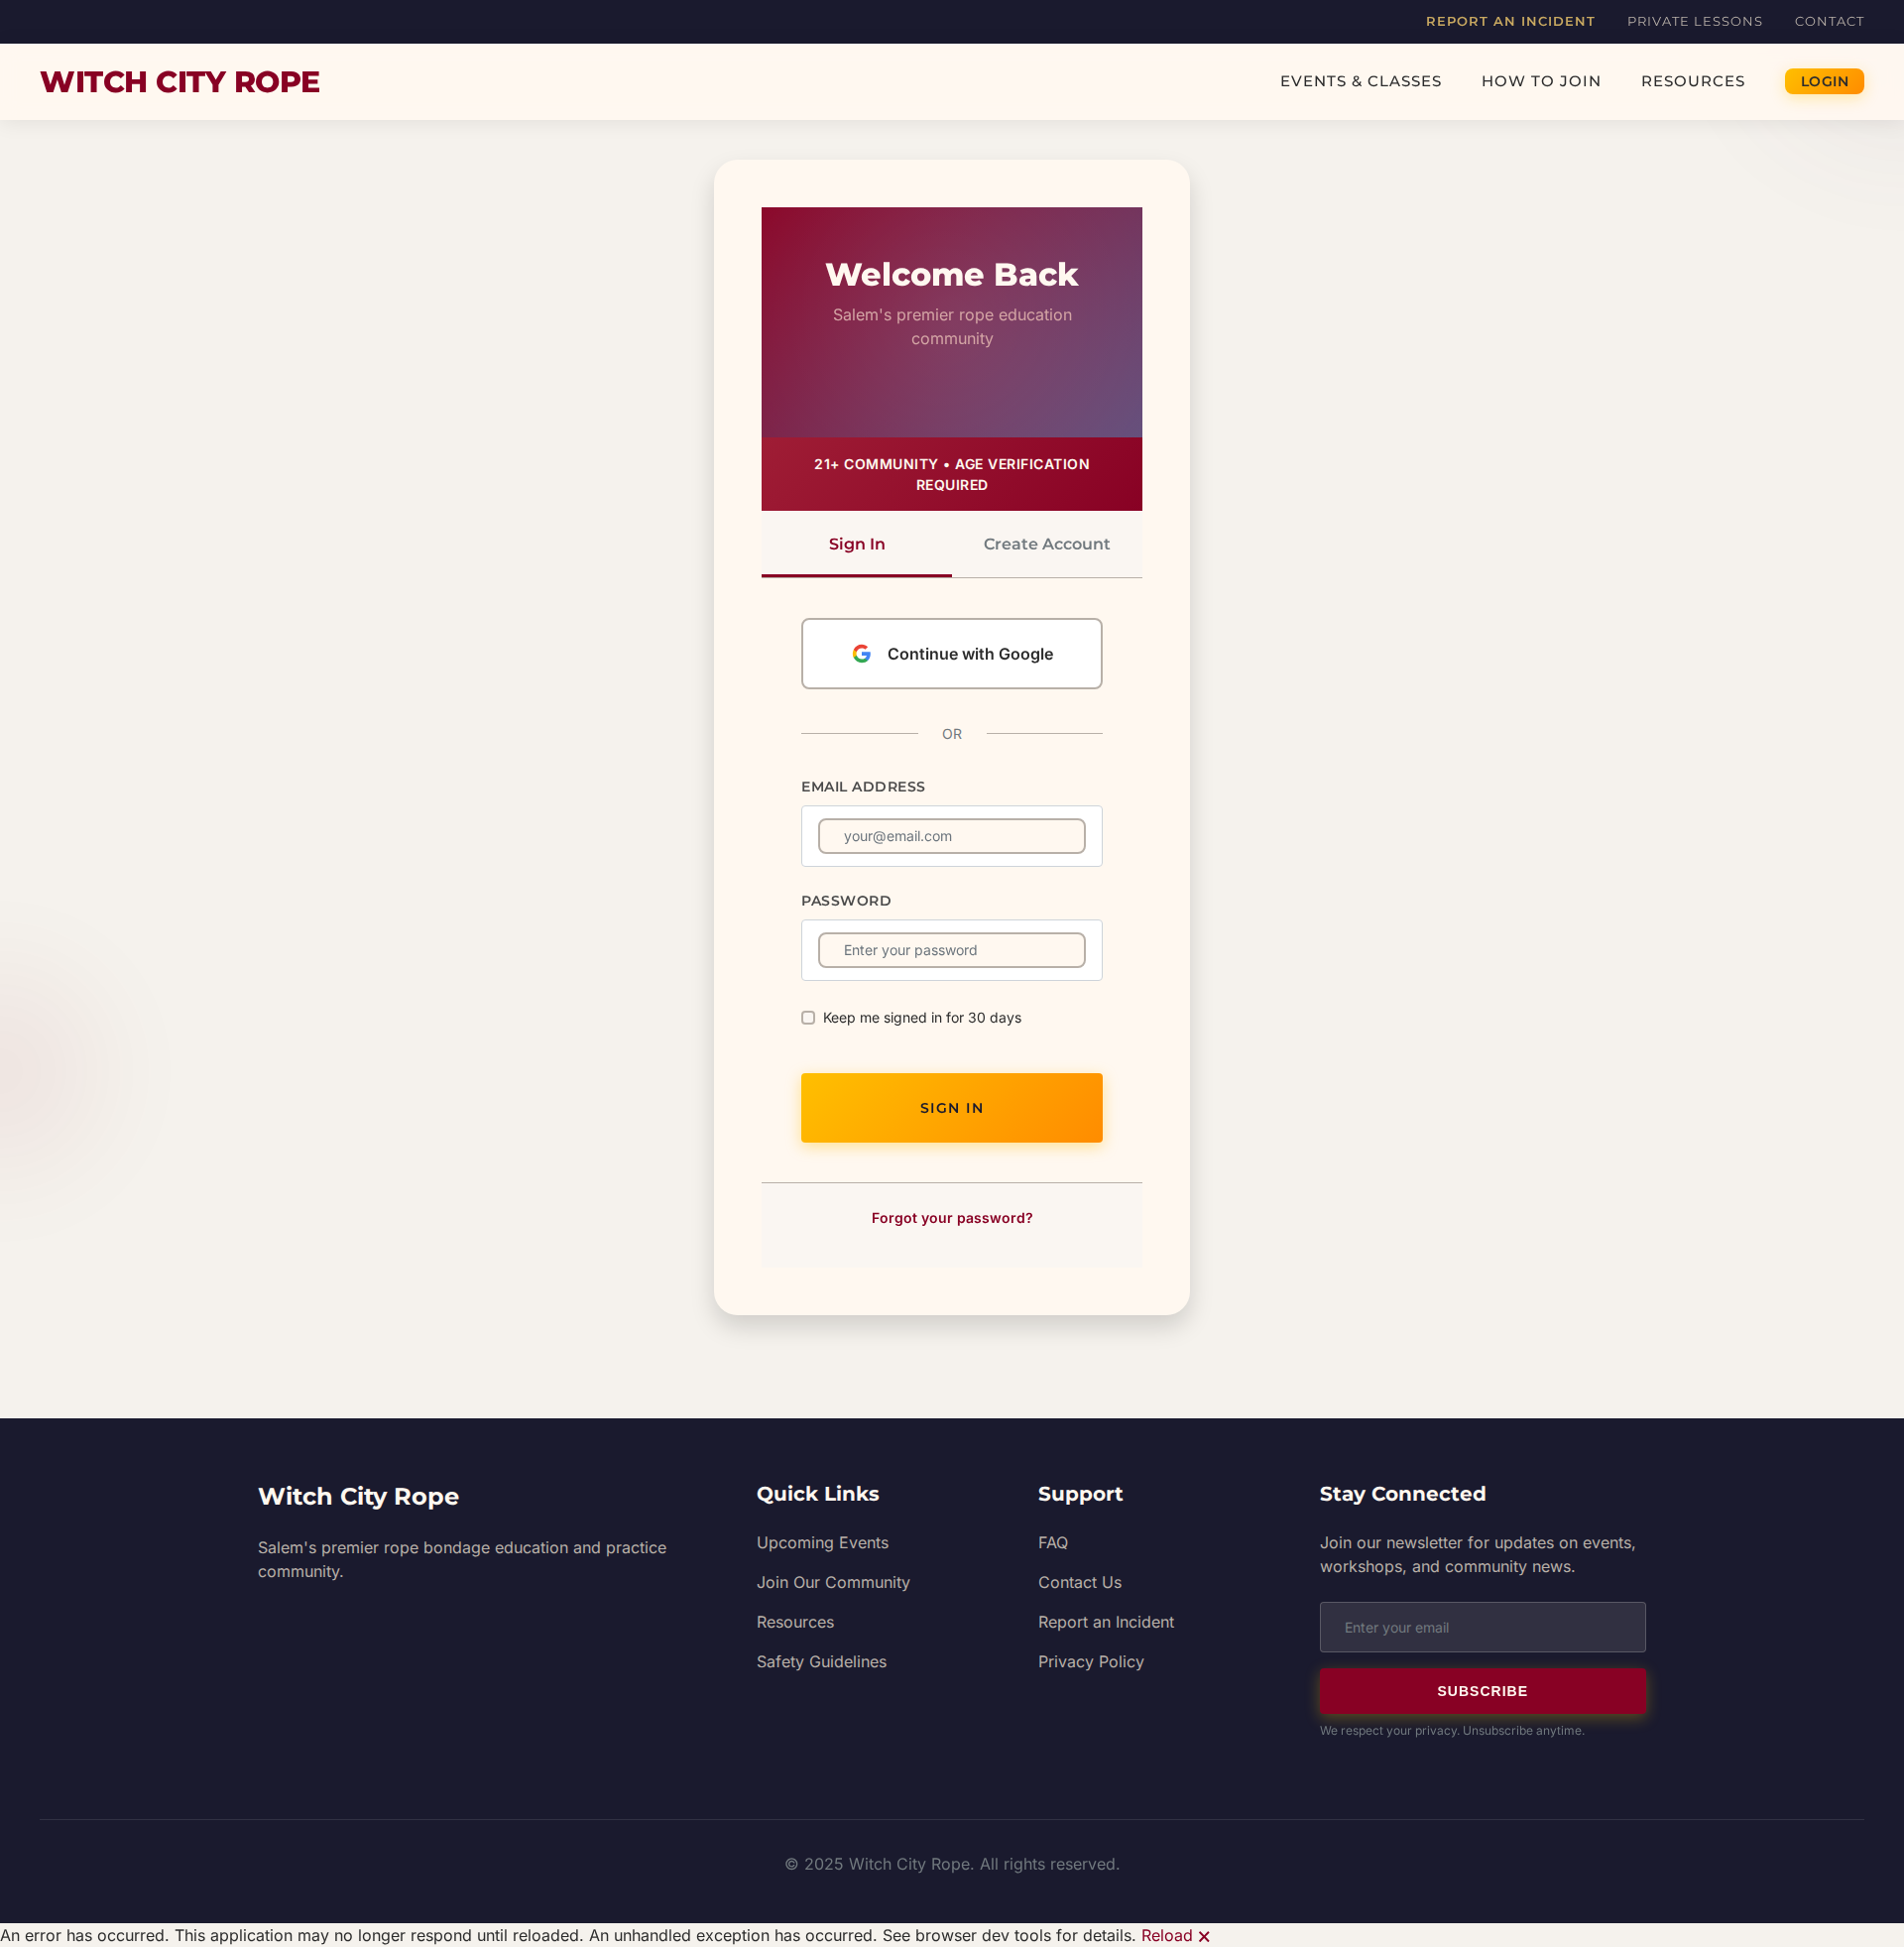 REPORT AN INCIDENT PRIVATE LESSONS CONTACT
WITCH CITY ROPE
EVENTS & CLASSES HOW TO JOIN RESOURCES LOGIN
Welcome Back
Salem's premier rope education
community
21+ COMMUNITY • AGE VERIFICATION
REQUIRED
Sign In Create Account
Continue with Google
OR
EMAIL ADDRESS
your@email.com
PASSWORD
Enter your password
Keep me signed in for 30 days
SIGN IN
Forgot your password?
Witch City Rope
Salem's premier rope bondage education and practice
community.
Quick Links
Upcoming Events
Join Our Community
Resources
Safety Guidelines
Support
FAQ
Contact Us
Report an Incident
Privacy Policy
Stay Connected
Join our newsletter for updates on events,
workshops, and community news.
Enter your email
SUBSCRIBE
We respect your privacy. Unsubscribe anytime.
© 2025 Witch City Rope. All rights reserved.
An error has occurred. This application may no longer respond until reloaded. An unhandled exception has occurred. See browser dev tools for details. Reload 🗙